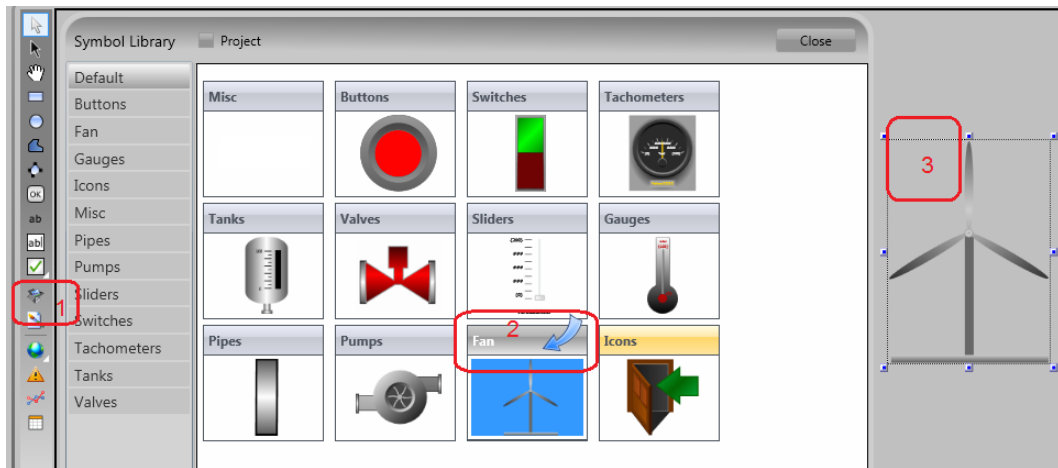 Symbol Library Project Close
Default
Buttons
Fan
Gauges
Icons
Misc
Pipes
Pumps
Sliders
Switches
Tachometers
Tanks
Valves
Misc Buttons Switches Tachometers
Tanks Valves Sliders Gauges
Pipes Pumps Fan Icons
OK
ab
ab
1
2
3